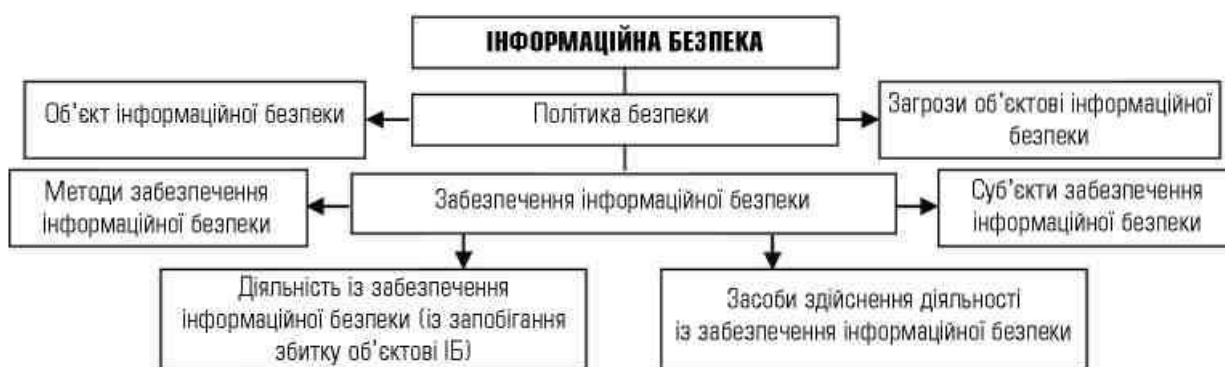 ІНФОРМАЦІЙНА БЕЗПЕКА
Об'єкт інформаційної безпеки
Політика безпеки
Загрози об'єктові інформаційної
безпеки
Методи забезпечення
інформаційної безпеки
Забезпечення інформаційної безпеки
Суб'єкти забезпечення
інформаційної безпеки
Діяльність із забезпечення
інформаційної безпеки (із запобігання
збитку об'єктові ІБ)
Засоби здійснення діяльності
із забезпечення інформаційної безпеки